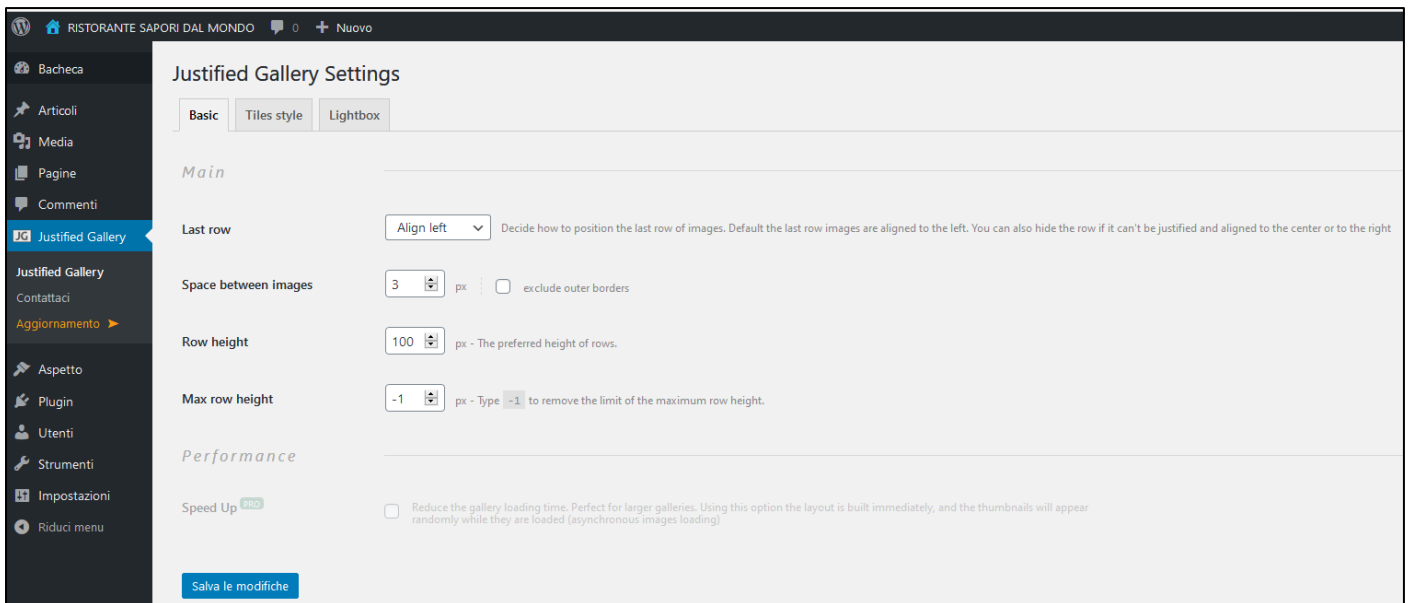 RISTORANTE SAPORI DAL MONDO 0 + Nuovo
Bacheca
Articoli
Media
Pagine
Commenti
JG Justified Gallery
Justified Gallery
Contattaci
Aggiornamento ➤
Aspetto
Plugin
Utenti
Strumenti
Impostazioni
Riduci menu
Justified Gallery Settings
Basic Tiles style Lightbox
Main
Last row Align left Decide how to position the last row of images. Default the last row images are aligned to the left. You can also hide the row if it can't be justified and aligned to the center or to the right
Space between images 3 px exclude outer borders
Row height 100 px - The preferred height of rows.
Max row height -1 px - Type -1 to remove the limit of the maximum row height.
Performance
Speed Up PRO Reduce the gallery loading time. Perfect for larger galleries. Using this option the layout is built immediately, and the thumbnails will appear
randomly while they are loaded (asynchronous images loading)
Salva le modifiche